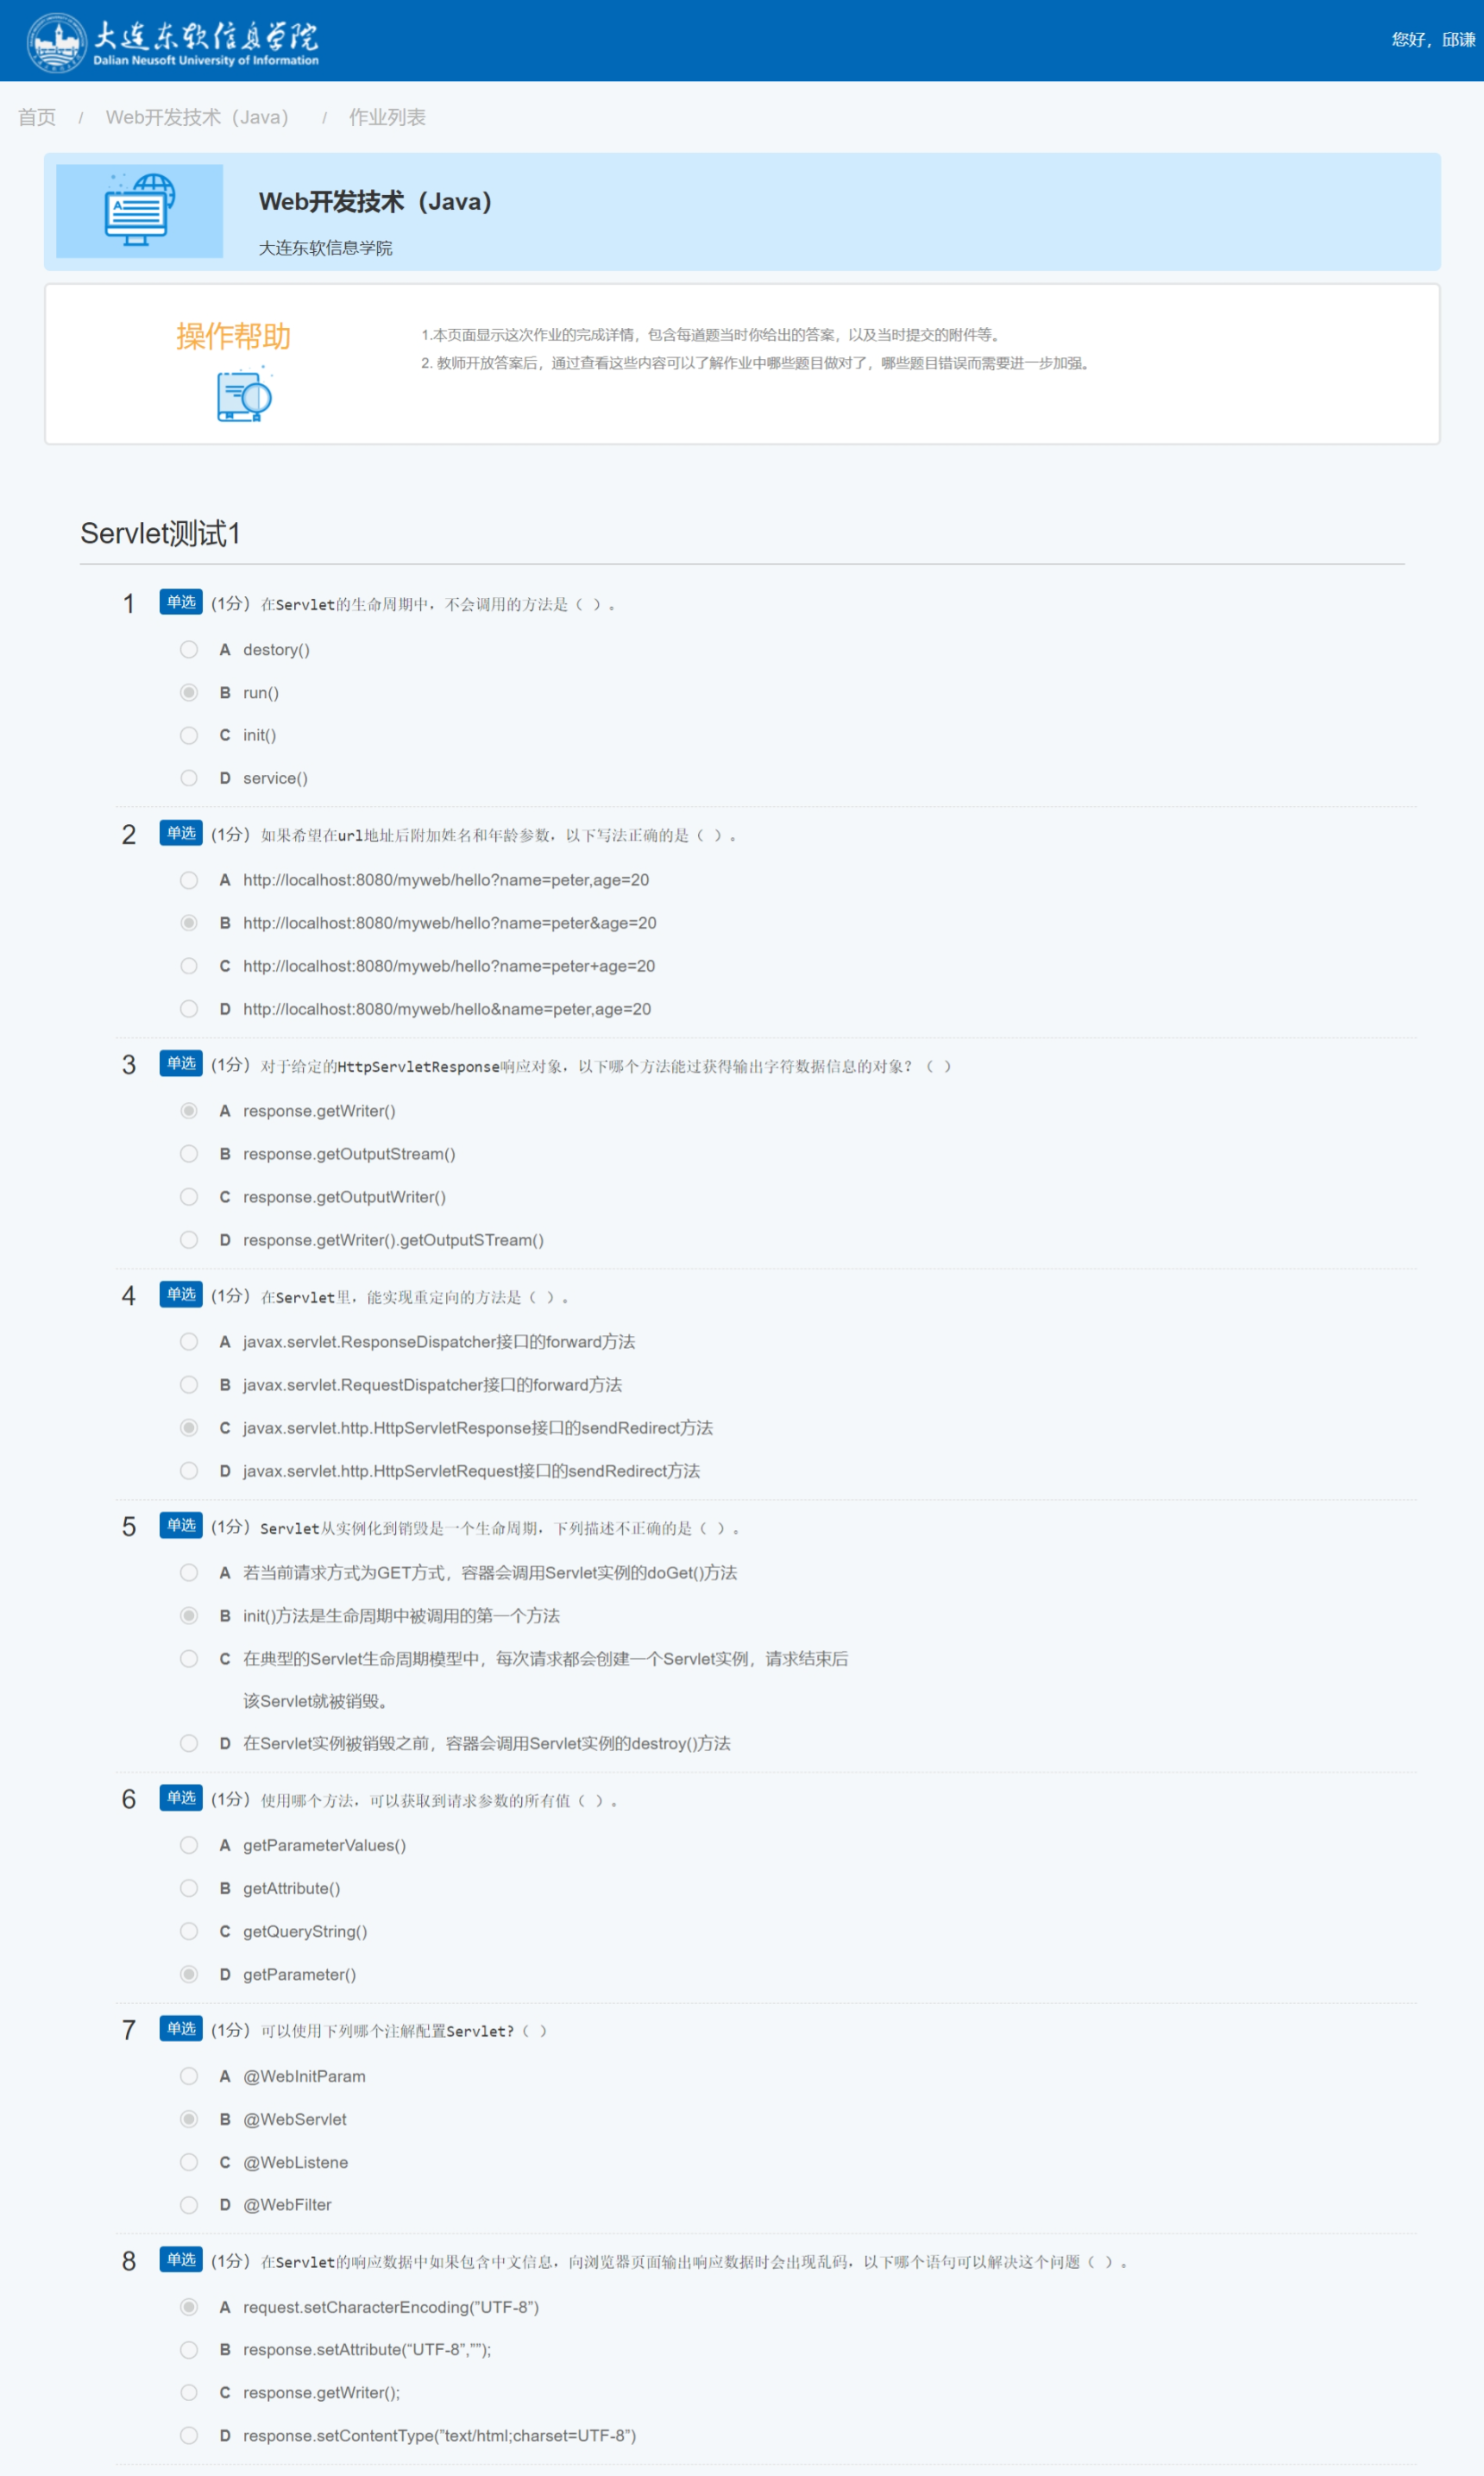 大连东软信息学院
Dalian Neusoft University of Information
您好，邱谦
首页 / Web开发技术（Java） / 作业列表
Web开发技术（Java）
大连东软信息学院
操作帮助
1.本页面显示这次作业的完成详情，包含每道题当时你给出的答案，以及当时提交的附件等。
2. 教师开放答案后，通过查看这些内容可以了解作业中哪些题目做对了，哪些题目错误而需要进一步加强。
Servlet测试1
1 单选 (1分) 在Servlet的生命周期中，不会调用的方法是（ ）。
A destory()
B run()
C init()
D service()
2 单选 (1分) 如果希望在url地址后附加姓名和年龄参数，以下写法正确的是（ ）。
A http://localhost:8080/myweb/hello?name=peter,age=20
B http://localhost:8080/myweb/hello?name=peter&age=20
C http://localhost:8080/myweb/hello?name=peter+age=20
D http://localhost:8080/myweb/hello&name=peter,age=20
3 单选 (1分) 对于给定的HttpServletResponse响应对象，以下哪个方法能过获得输出字符数据信息的对象？（ ）
A response.getWriter()
B response.getOutputStream()
C response.getOutputWriter()
D response.getWriter().getOutputSTream()
4 单选 (1分) 在Servlet里，能实现重定向的方法是（ ）。
A javax.servlet.ResponseDispatcher接口的forward方法
B javax.servlet.RequestDispatcher接口的forward方法
C javax.servlet.http.HttpServletResponse接口的sendRedirect方法
D javax.servlet.http.HttpServletRequest接口的sendRedirect方法
5 单选 (1分) Servlet从实例化到销毁是一个生命周期，下列描述不正确的是（ ）。
A 若当前请求方式为GET方式，容器会调用Servlet实例的doGet()方法
B init()方法是生命周期中被调用的第一个方法
C 在典型的Servlet生命周期模型中，每次请求都会创建一个Servlet实例，请求结束后
该Servlet就被销毁。
D 在Servlet实例被销毁之前，容器会调用Servlet实例的destroy()方法
6 单选 (1分) 使用哪个方法，可以获取到请求参数的所有值（ ）。
A getParameterValues()
B getAttribute()
C getQueryString()
D getParameter()
7 单选 (1分) 可以使用下列哪个注解配置Servlet?（ ）
A @WebInitParam
B @WebServlet
C @WebListene
D @WebFilter
8 单选 (1分) 在Servlet的响应数据中如果包含中文信息，向浏览器页面输出响应数据时会出现乱码，以下哪个语句可以解决这个问题（ ）。
A request.setCharacterEncoding(”UTF-8”)
B response.setAttribute(“UTF-8”,””);
C response.getWriter();
D response.setContentType(”text/html;charset=UTF-8”)